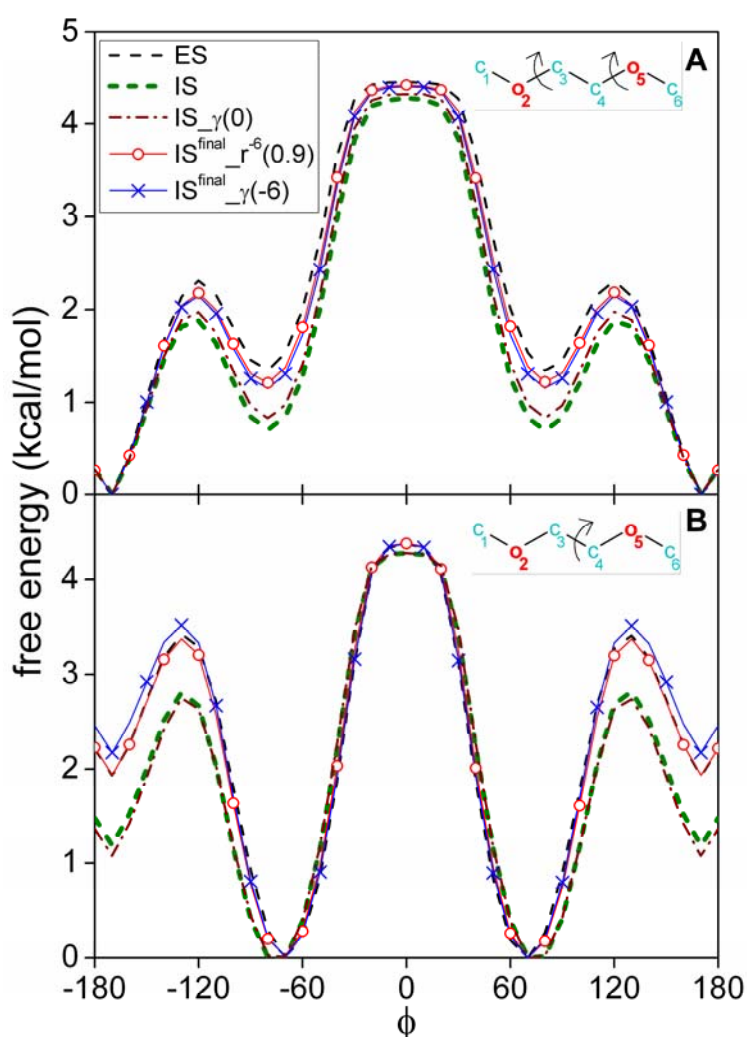 free energy (kcal/mol)
5
4
3
2
1
0
ES
IS
IS_γ(0)
IS^final_r^-6(0.9)
IS^final_γ(-6)
C₁ O₂ C₃ C₄ O₅ C₆
A
4
3
2
1
0
C₁ O₂ C₃ C₄ O₅ C₆
B
-180 -120 -60 0 60 120 180
ϕ